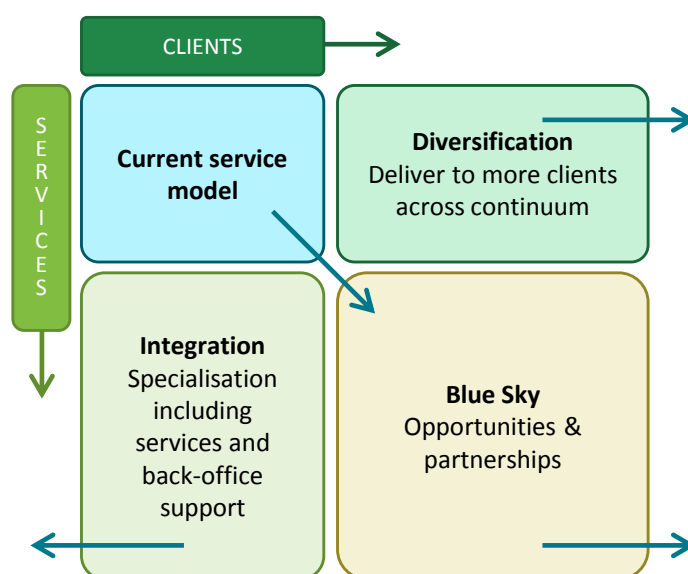 CLIENTS
SERVICES
Current service
model
Diversification
Deliver to more clients
across continuum
Integration
Specialisation
including
services and
back-office
support
Blue Sky
Opportunities &
partnerships